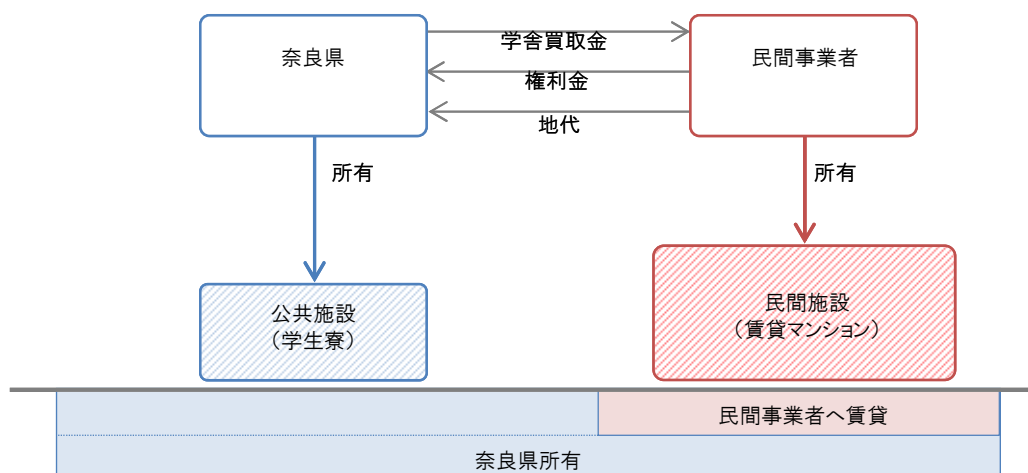 奈良県
学舎買取金
民間事業者
権利金
地代
所有
所有
公共施設
（学生寮）
民間施設
（賃貸マンション）
民間事業者へ賃貸
奈良県所有